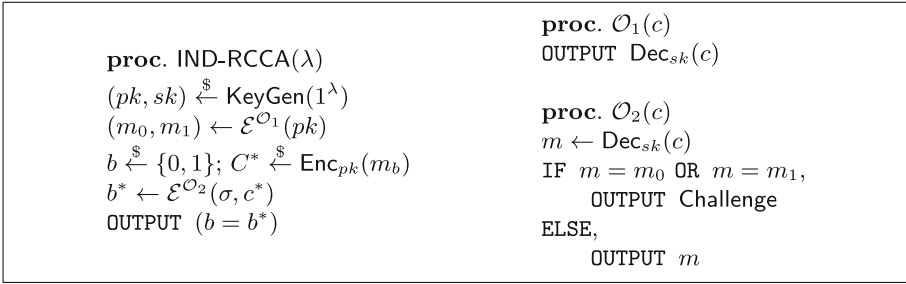 proc. IND-RCCA(λ)
(pk, sk) ←$ KeyGen(1^λ)
(m_0, m_1) ← ℰ^{𝒪_1}(pk)
b ←$ {0, 1}; C* ←$ Enc_{pk}(m_b)
b* ← ℰ^{𝒪_2}(σ, c*)
OUTPUT (b = b*)
proc. 𝒪_1(c)
OUTPUT Dec_{sk}(c)
proc. 𝒪_2(c)
m ← Dec_{sk}(c)
IF m = m_0 OR m = m_1,
OUTPUT Challenge
ELSE,
OUTPUT m